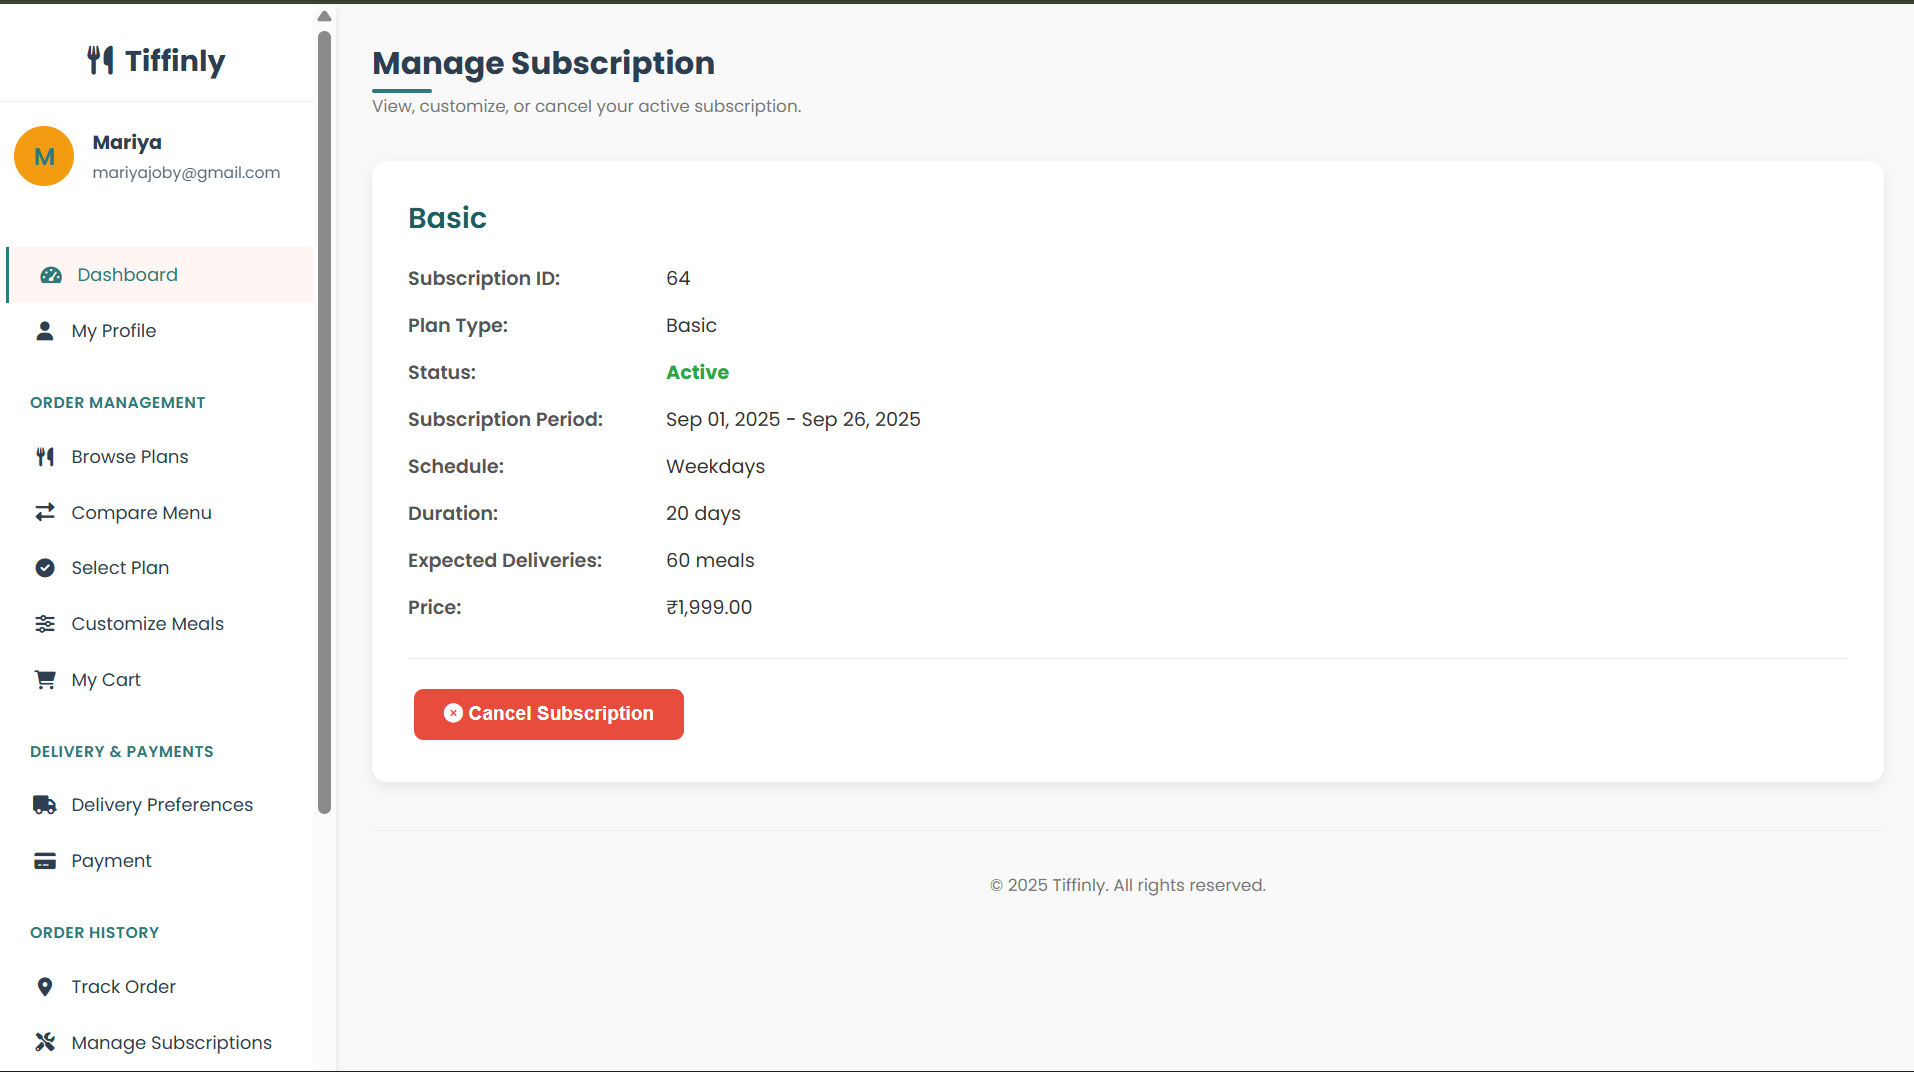 Tiffinly
M
Mariya
mariyajoby@gmail.com
Dashboard
My Profile
ORDER MANAGEMENT
Browse Plans
Compare Menu
Select Plan
Customize Meals
My Cart
DELIVERY & PAYMENTS
Delivery Preferences
Payment
ORDER HISTORY
Track Order
Manage Subscriptions
Manage Subscription
View, customize, or cancel your active subscription.
Basic
Subscription ID: 64
Plan Type: Basic
Status: Active
Subscription Period: Sep 01, 2025 - Sep 26, 2025
Schedule: Weekdays
Duration: 20 days
Expected Deliveries: 60 meals
Price: ₹1,999.00
Cancel Subscription
© 2025 Tiffinly. All rights reserved.